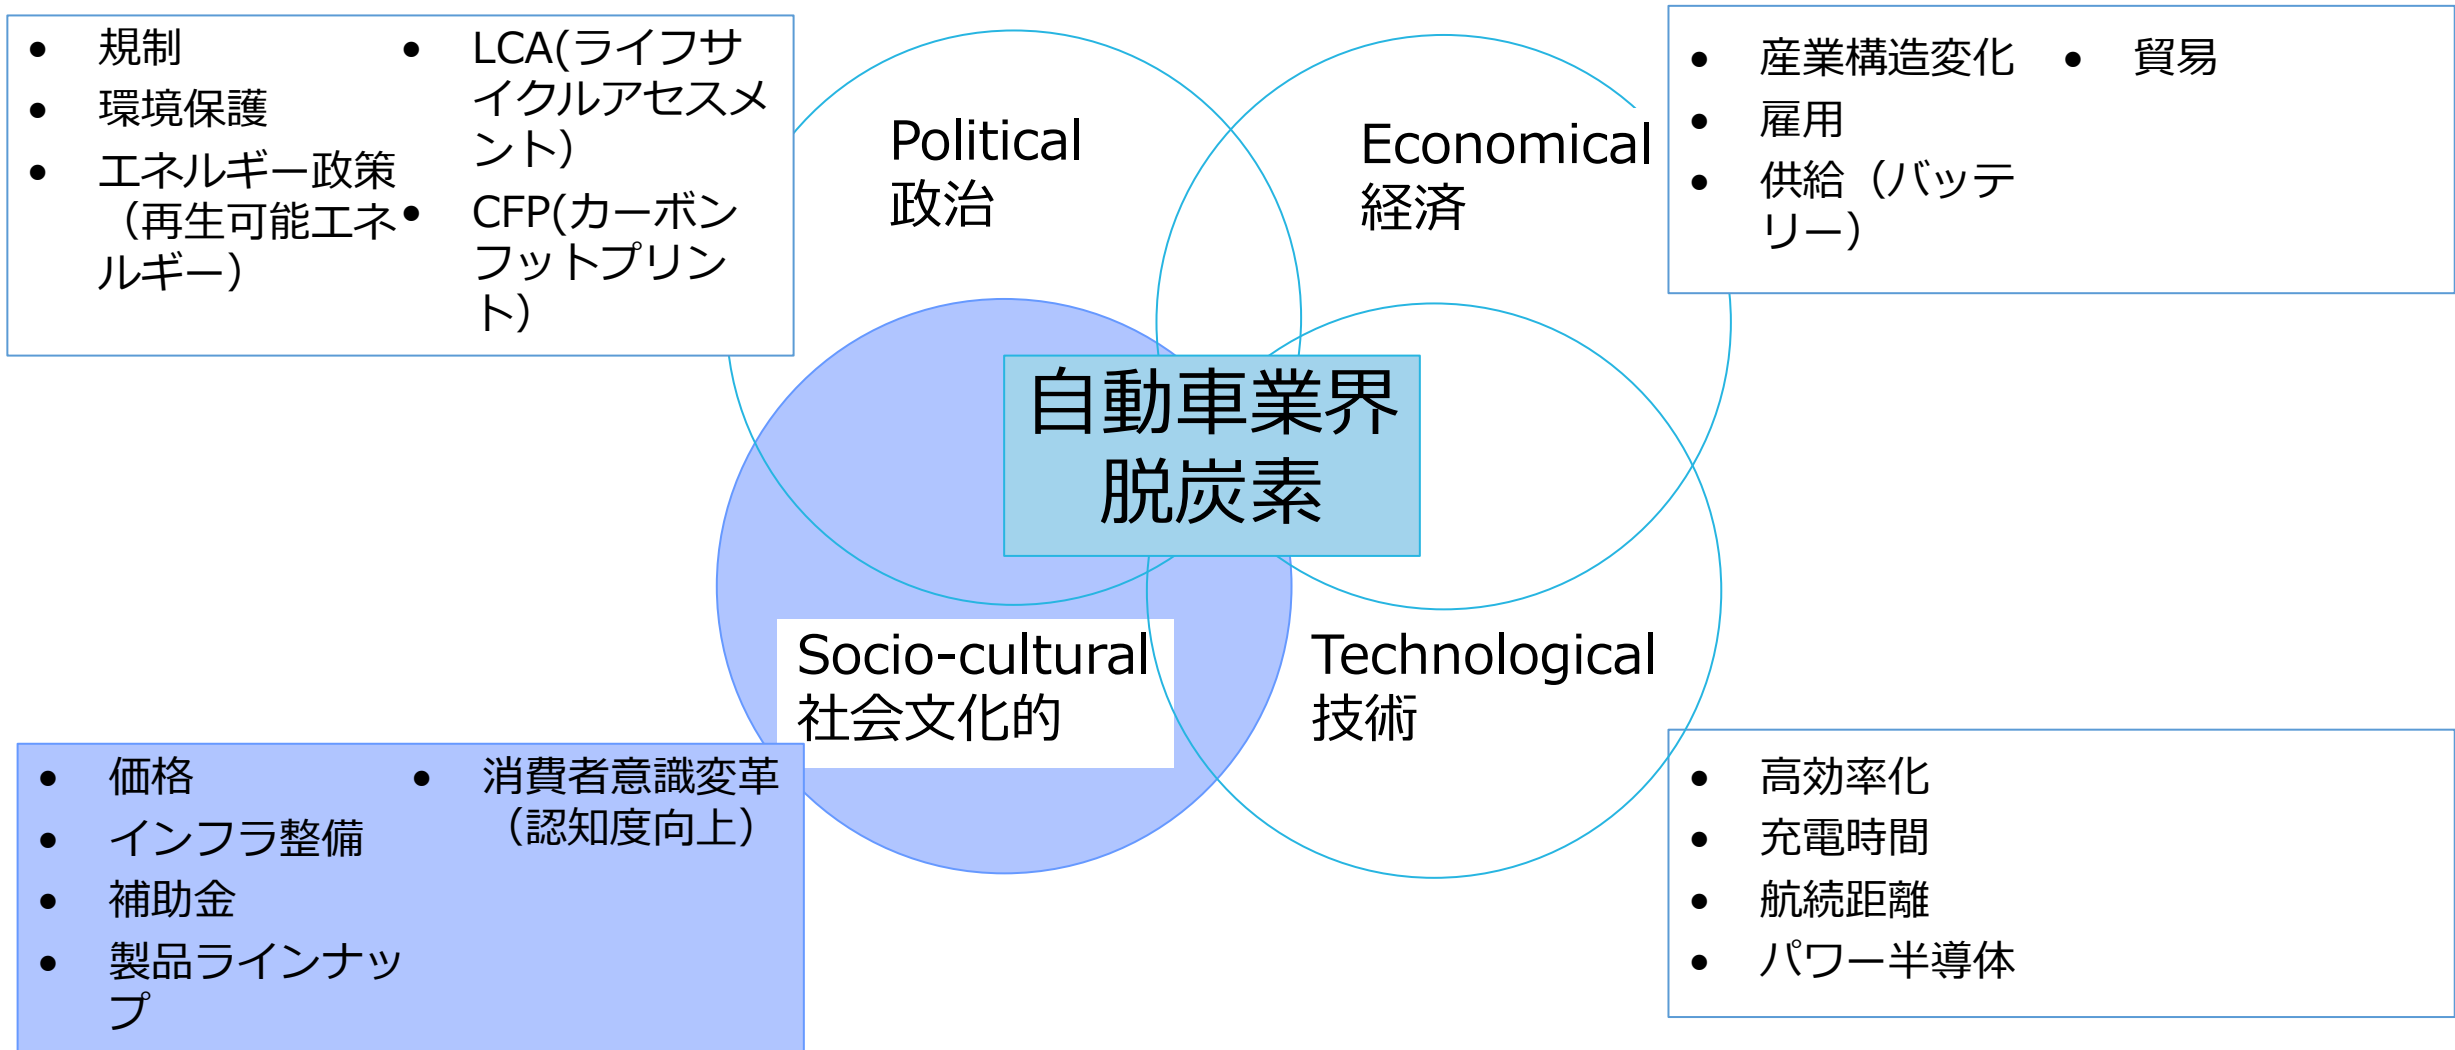 規制
環境保護
エネルギー政策
（再生可能エネ
ルギー）
LCA(ライフサ
イクルアセスメ
ント）
CFP(カーボン
フットプリン
ト）
Political
政治
Economical
経済
産業構造変化
雇用
供給（バッテ
リー）
貿易
自動車業界
脱炭素
Socio-cultural
社会文化的
Technological
技術
価格
インフラ整備
補助金
製品ラインナッ
プ
消費者意識変革
（認知度向上）
高効率化
充電時間
航続距離
パワー半導体